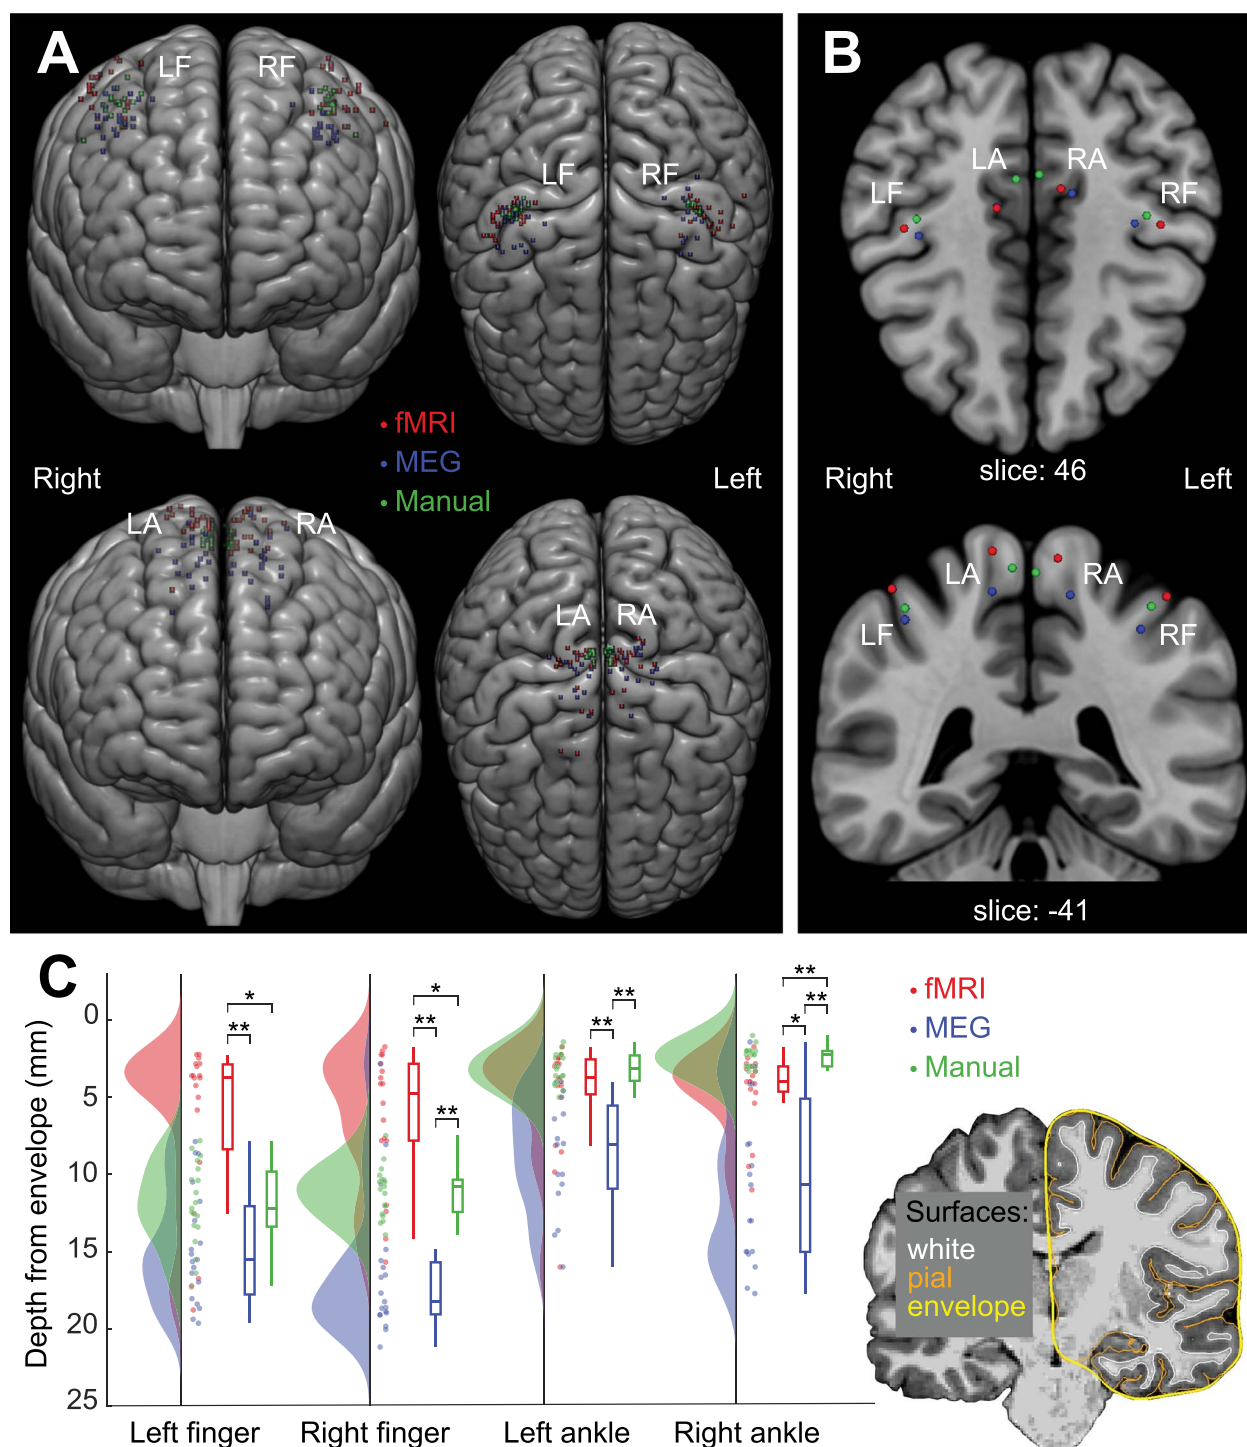 A
LF
RF
LF
RF
fMRI
MEG
Manual
Right
Left
LA
RA
LA
RA
B
LA
RA
LF
RF
Right
slice: 46
Left
LA
RA
LF
RF
slice: -41
C
Depth from envelope (mm)
0
5
10
15
20
25
*
**
*
**
**
**
**
**
**
*
Left finger
Right finger
Left ankle
Right ankle
fMRI
MEG
Manual
Surfaces:
white
pial
envelope